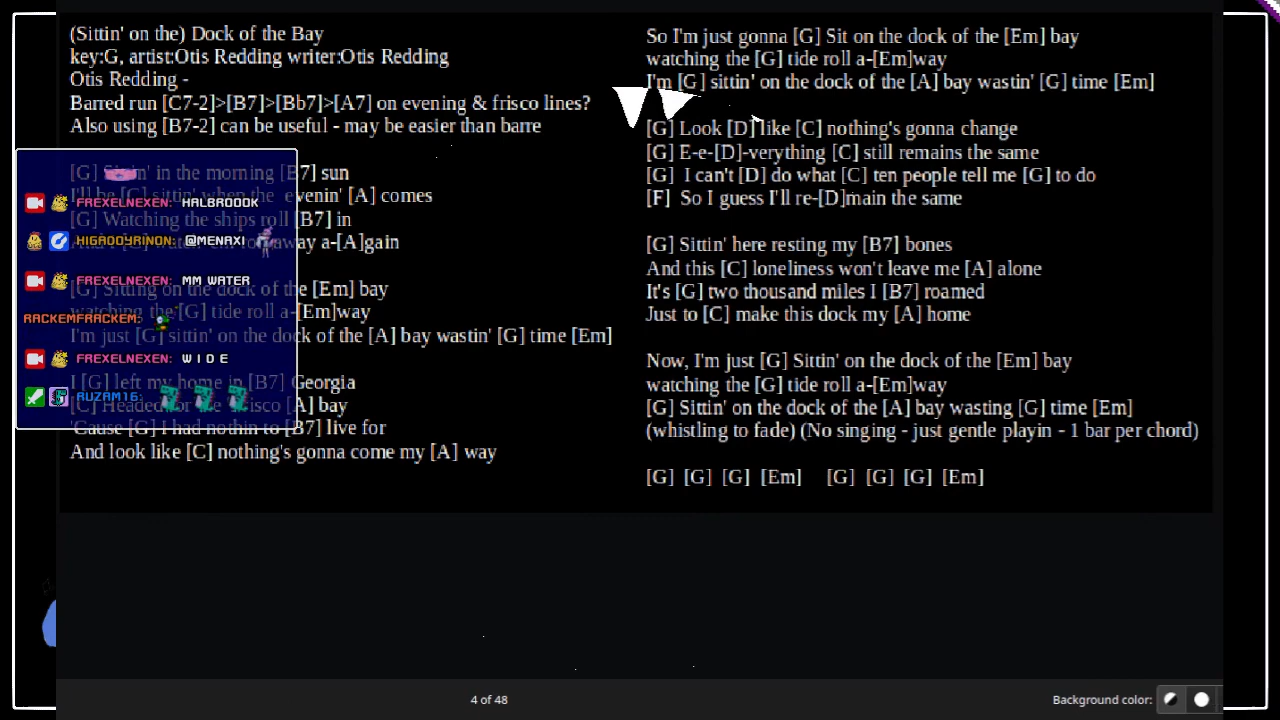 (Sittin' on the) Dock of the Bay
key:G, artist:Otis Redding writer:Otis Redding
Otis Redding -
Barred run [C7-2]>[B7]>[Bb7]>[A7] on evening & frisco lines?
Also using [B7-2] can be useful - may be easier than barre
[G] in the morning [B7] sun
I'll be [C] sittin' when the evenin' [A] comes
[G] Watching the ships roll [B7] in
away a-[A]gain
[G] Sitting on the dock of the [Em] bay
watching the [G] tide roll a-[Em]way
I'm just [G] sittin' on the dock of the [A] bay wastin' [G] time [Em]
I [G] left my home in [B7] Georgia
[C] Headed for the [A] bay
'Cause [G] I had nothin to [B7] live for
And look like [C] nothing's gonna come my [A] way
FREXELNEXEN: HALBROOOK
HIGAODYRINON: @MENAXI
FREXELNEXEN: MM WATER
RACKEMFRACKEM:
FREXELNEXEN: W I D E
RUZAM16:
So I'm just gonna [G] Sit on the dock of the [Em] bay
watching the [G] tide roll a-[Em]way
I'm [G] sittin' on the dock of the [A] bay wastin' [G] time [Em]
[G] Look [D] like [C] nothing's gonna change
[G] E-e-[D]-verything [C] still remains the same
[G] I can't [D] do what [C] ten people tell me [G] to do
[F] So I guess I'll re-[D]main the same
[G] Sittin' here resting my [B7] bones
And this [C] loneliness won't leave me [A] alone
It's [G] two thousand miles I [B7] roamed
Just to [C] make this dock my [A] home
Now, I'm just [G] Sittin' on the dock of the [Em] bay
watching the [G] tide roll a-[Em]way
[G] Sittin' on the dock of the [A] bay wasting [G] time [Em]
(whistling to fade) (No singing - just gentle playin - 1 bar per chord)
[G] [G] [G] [Em] [G] [G] [G] [Em]
4 of 48
Background color: